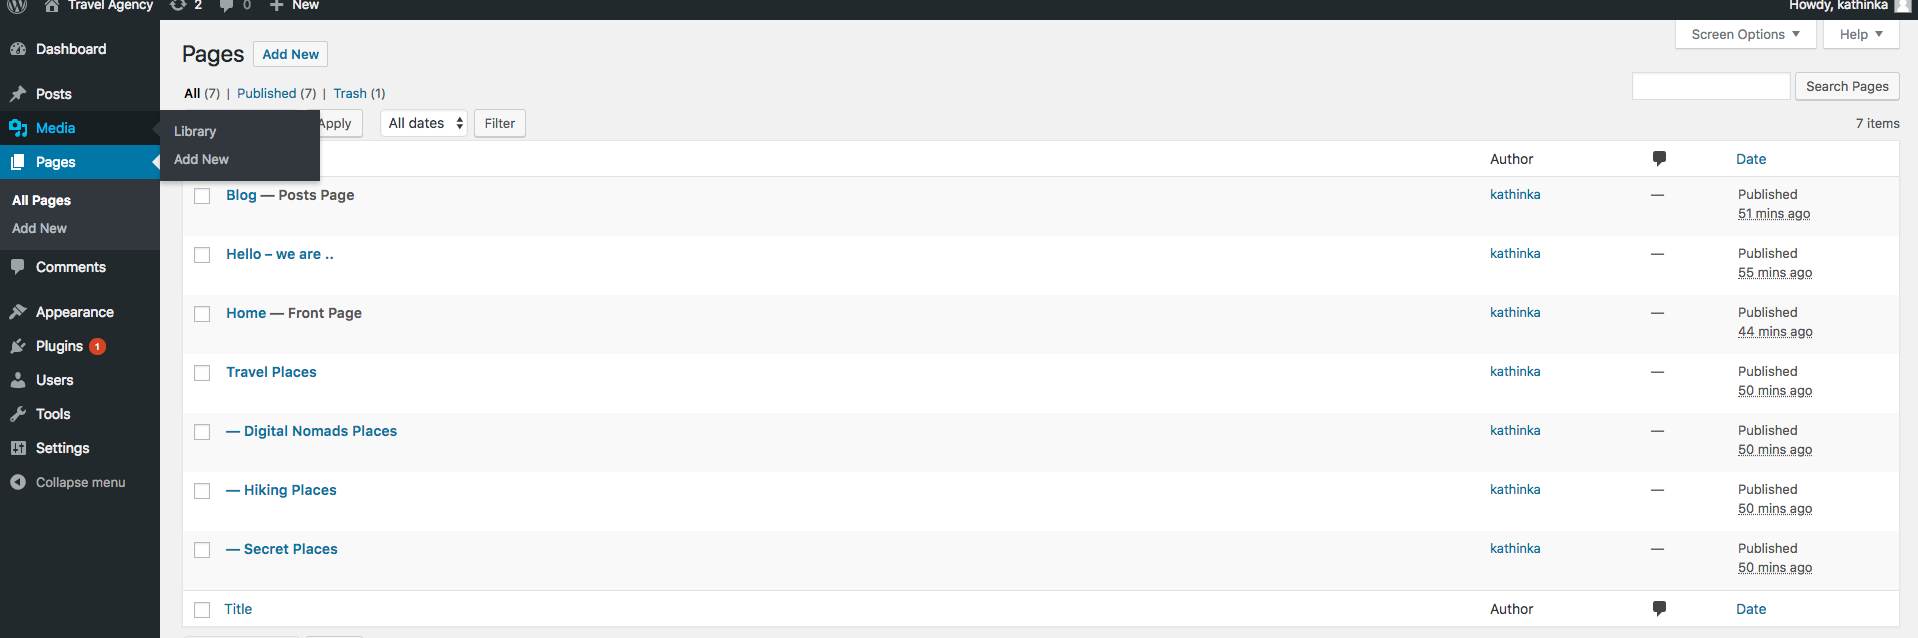 Travel Agency 2 0 New Howdy, kathinka
Dashboard
Posts
Media
Library
Add New
Pages
All Pages
Add New
Comments
Appearance
Plugins 1
Users
Tools
Settings
Collapse menu
Screen Options Help
Pages Add New
All (7) | Published (7) | Trash (1)
Search Pages
Apply All dates Filter 7 items
Author Date
Blog — Posts Page kathinka — Published
51 mins ago
Hello – we are .. kathinka — Published
55 mins ago
Home — Front Page kathinka — Published
44 mins ago
Travel Places kathinka — Published
50 mins ago
— Digital Nomads Places kathinka — Published
50 mins ago
— Hiking Places kathinka — Published
50 mins ago
— Secret Places kathinka — Published
50 mins ago
Title Author Date